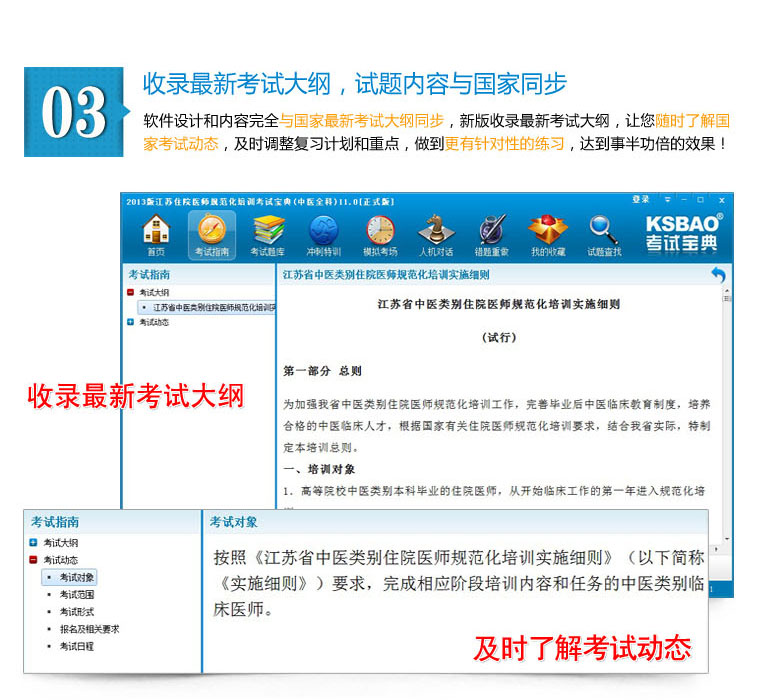 03
收录最新考试大纲，试题内容与国家同步
软件设计和内容完全与国家最新考试大纲同步，新版收录最新考试大纲，让您随时了解国
家考试动态，及时调整复习计划和重点，做到更有针对性的练习，达到事半功倍的效果！
2013版江苏住院医师规范化培训考试宝典(中医全科)11.0[正式版]
登录
首页 考试指南 考试题库 冲刺特训 模拟考场 人机对话 错题重做 我的收藏 试题查找
KSBAO®
考试宝典
考试指南
考试大纲
江苏省中医类别住院医师规范化培训实
考试动态
江苏省中医类别住院医师规范化培训实施细则
江苏省中医类别住院医师规范化培训实施细则
(试行)
第一部分 总则
为加强我省中医类别住院医师规范化培训工作，完善毕业后中医临床教育制度，培养
合格的中医临床人才，根据国家有关住院医师规范化培训要求，结合我省实际，特制
定本培训总则。
一、培训对象
1．高等院校中医类别本科毕业的住院医师，从开始临床工作的第一年进入规范化培
收录最新考试大纲
考试指南
考试大纲
考试动态
考试对象
考试范围
考试形式
报名及相关要求
考试日程
考试对象
按照《江苏省中医类别住院医师规范化培训实施细则》（以下简称
《实施细则》）要求，完成相应阶段培训内容和任务的中医类别临
床医师。
及时了解考试动态